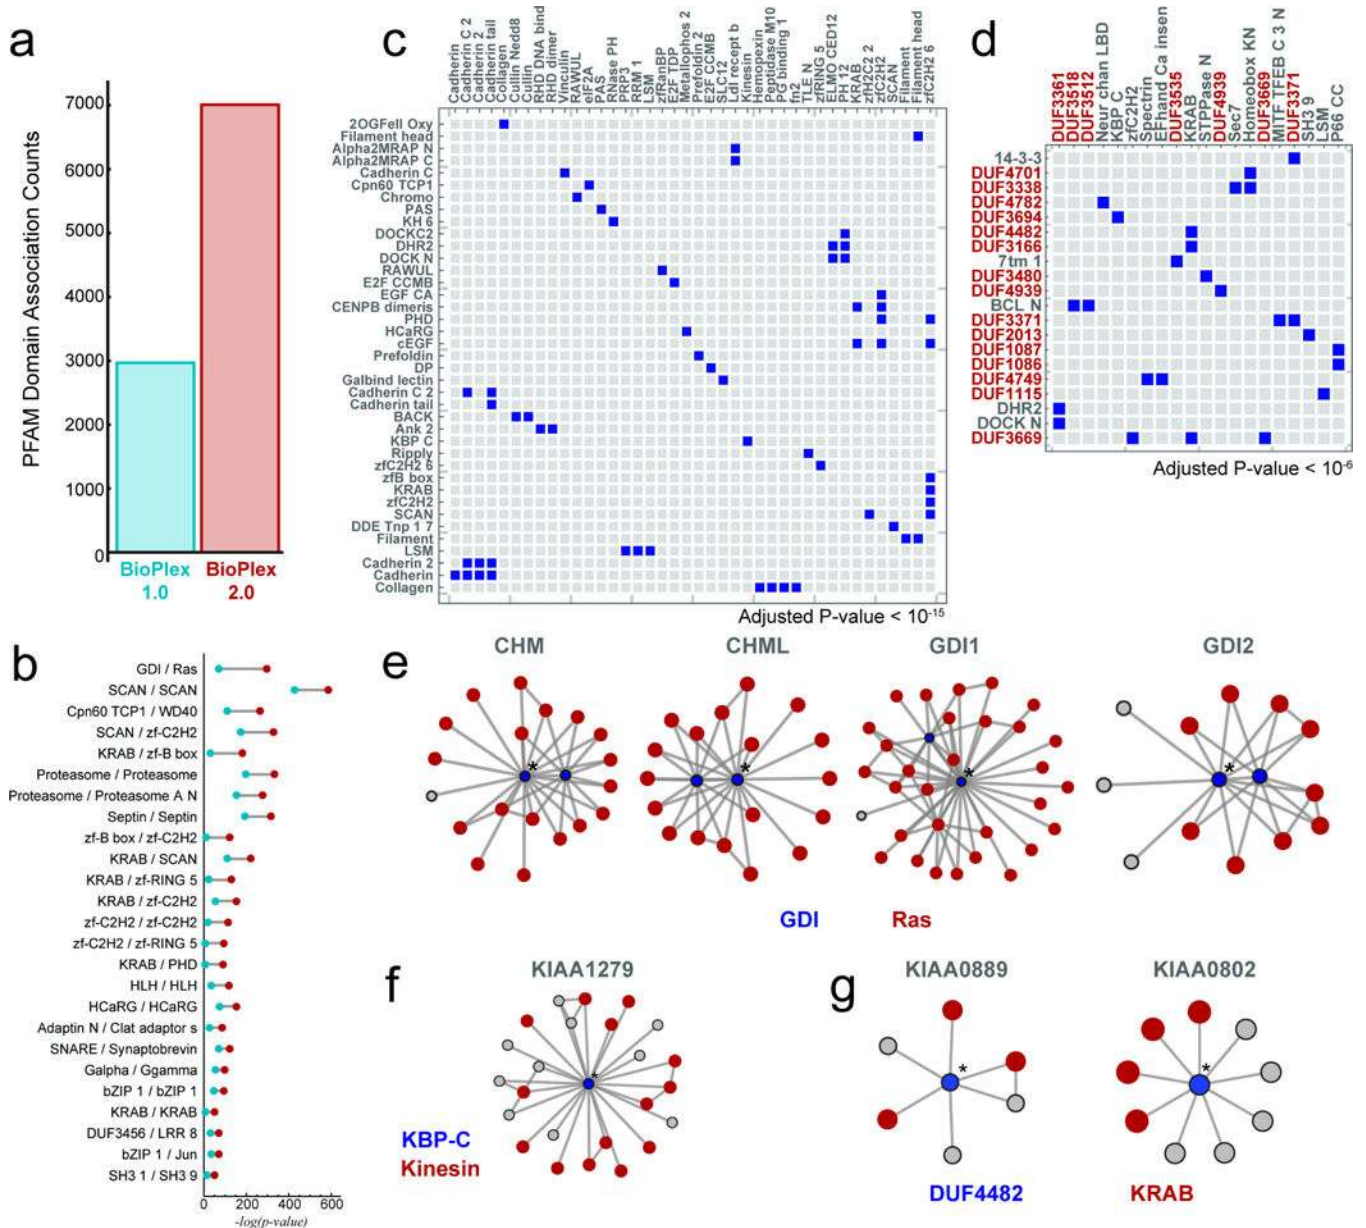 a
PFAM Domain Association Counts
7000
6000
5000
4000
3000
2000
1000
0
BioPlex
1.0
BioPlex
2.0
c
Cadherin
Cadherin C 2
Cadherin 2
Cadherin tail
Collagen
Cullin Nedd8
Cullin
RHD DNA bind
RHD dimer
Vinculin
RAWUL
eIF2A
PAS
RNase PH
PRP3
RRM 1
LSM
zfRanBP
E2F TDP
Metallophos 2
Prefoldin 2
E2F CCMB
SLC12
Ldl recept b
Hemopexin
Peptidase M10
PG binding 1
fn2
TLE N
zfRING 5
ELMO CED12
PH 12
KRAB
zfH2C2 2
zfC2H2
SCAN
Filament
Filament head
zfC2H2 6
2OGFeII Oxy
Filament head
Alpha2MRAP N
Alpha2MRAP C
Cadherin C
Cpn60 TCP1
Chromo
PAS
KH 6
DOCKC2
DHR2
DOCK N
RAWUL
E2F CCMB
EGF CA
CENPB dimeris
PHD
HCaRG
cEGF
Prefoldin
DP
Galbind lectin
Cadherin C 2
Cadherin tail
BACK
Ank 2
KBP C
Ripply
zfC2H2 6
zfB box
KRAB
zfC2H2
SCAN
DDE Tnp 1 7
Filament
LSM
Cadherin 2
Cadherin
Collagen
Adjusted P-value < 10-15
d
DUF3361
DUF3518
DUF3512
Neur chan LBD
KBP C
zfC2H2
Spectrin
EFhand Ca insen
DUF3535
KRAB
STPPase N
DUF4939
Sec7
Homeobox KN
DUF3669
MITF TFEB C 3 N
DUF3371
SH3 9
LSM
P66 CC
14-3-3
DUF4701
DUF3338
DUF4782
DUF3694
DUF4482
DUF3166
7tm 1
DUF3480
DUF4939
BCL N
DUF3371
DUF2013
DUF1087
DUF1086
DUF4749
DUF1115
DHR2
DOCK N
DUF3669
Adjusted P-value < 10-6
b
GDI / Ras
SCAN / SCAN
Cpn60 TCP1 / WD40
SCAN / zf-C2H2
KRAB / zf-B box
Proteasome / Proteasome
Proteasome / Proteasome A N
Septin / Septin
zf-B box / zf-C2H2
KRAB / SCAN
KRAB / zf-RING 5
KRAB / zf-C2H2
zf-C2H2 / zf-C2H2
zf-C2H2 / zf-RING 5
KRAB / PHD
HLH / HLH
HCaRG / HCaRG
Adaptin N / Clat adaptor s
SNARE / Synaptobrevin
Galpha / Ggamma
bZIP 1 / bZIP 1
KRAB / KRAB
DUF3456 / LRR 8
bZIP 1 / Jun
SH3 1 / SH3 9
0 200 400 600
-log(p-value)
e
CHM
CHML
GDI1
GDI2
*
*
*
*
GDI
Ras
f
KIAA1279
*
KBP-C
Kinesin
g
KIAA0889
KIAA0802
*
*
DUF4482
KRAB